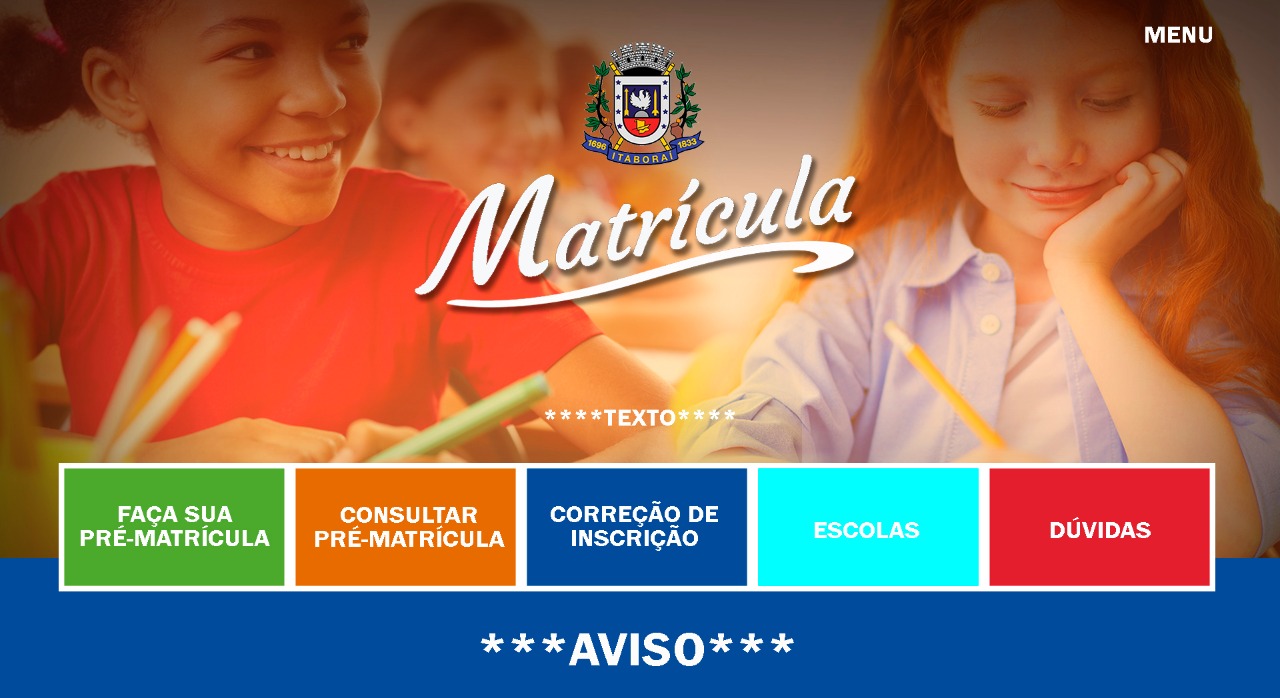 MENU
1696 ITABORAÍ 1833
Matrícula
****TEXTO****
FAÇA SUA
PRÉ-MATRÍCULA
CONSULTAR
PRÉ-MATRÍCULA
CORREÇÃO DE
INSCRIÇÃO
ESCOLAS
DÚVIDAS
***AVISO***